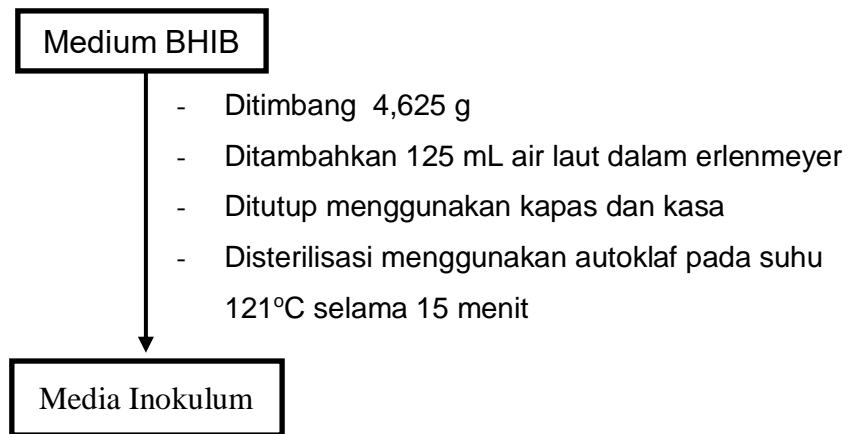 Medium BHIB
- Ditimbang 4,625 g
- Ditambahkan 125 mL air laut dalam erlenmeyer
- Ditutup menggunakan kapas dan kasa
- Disterilisasi menggunakan autoklaf pada suhu
121°C selama 15 menit
Media Inokulum